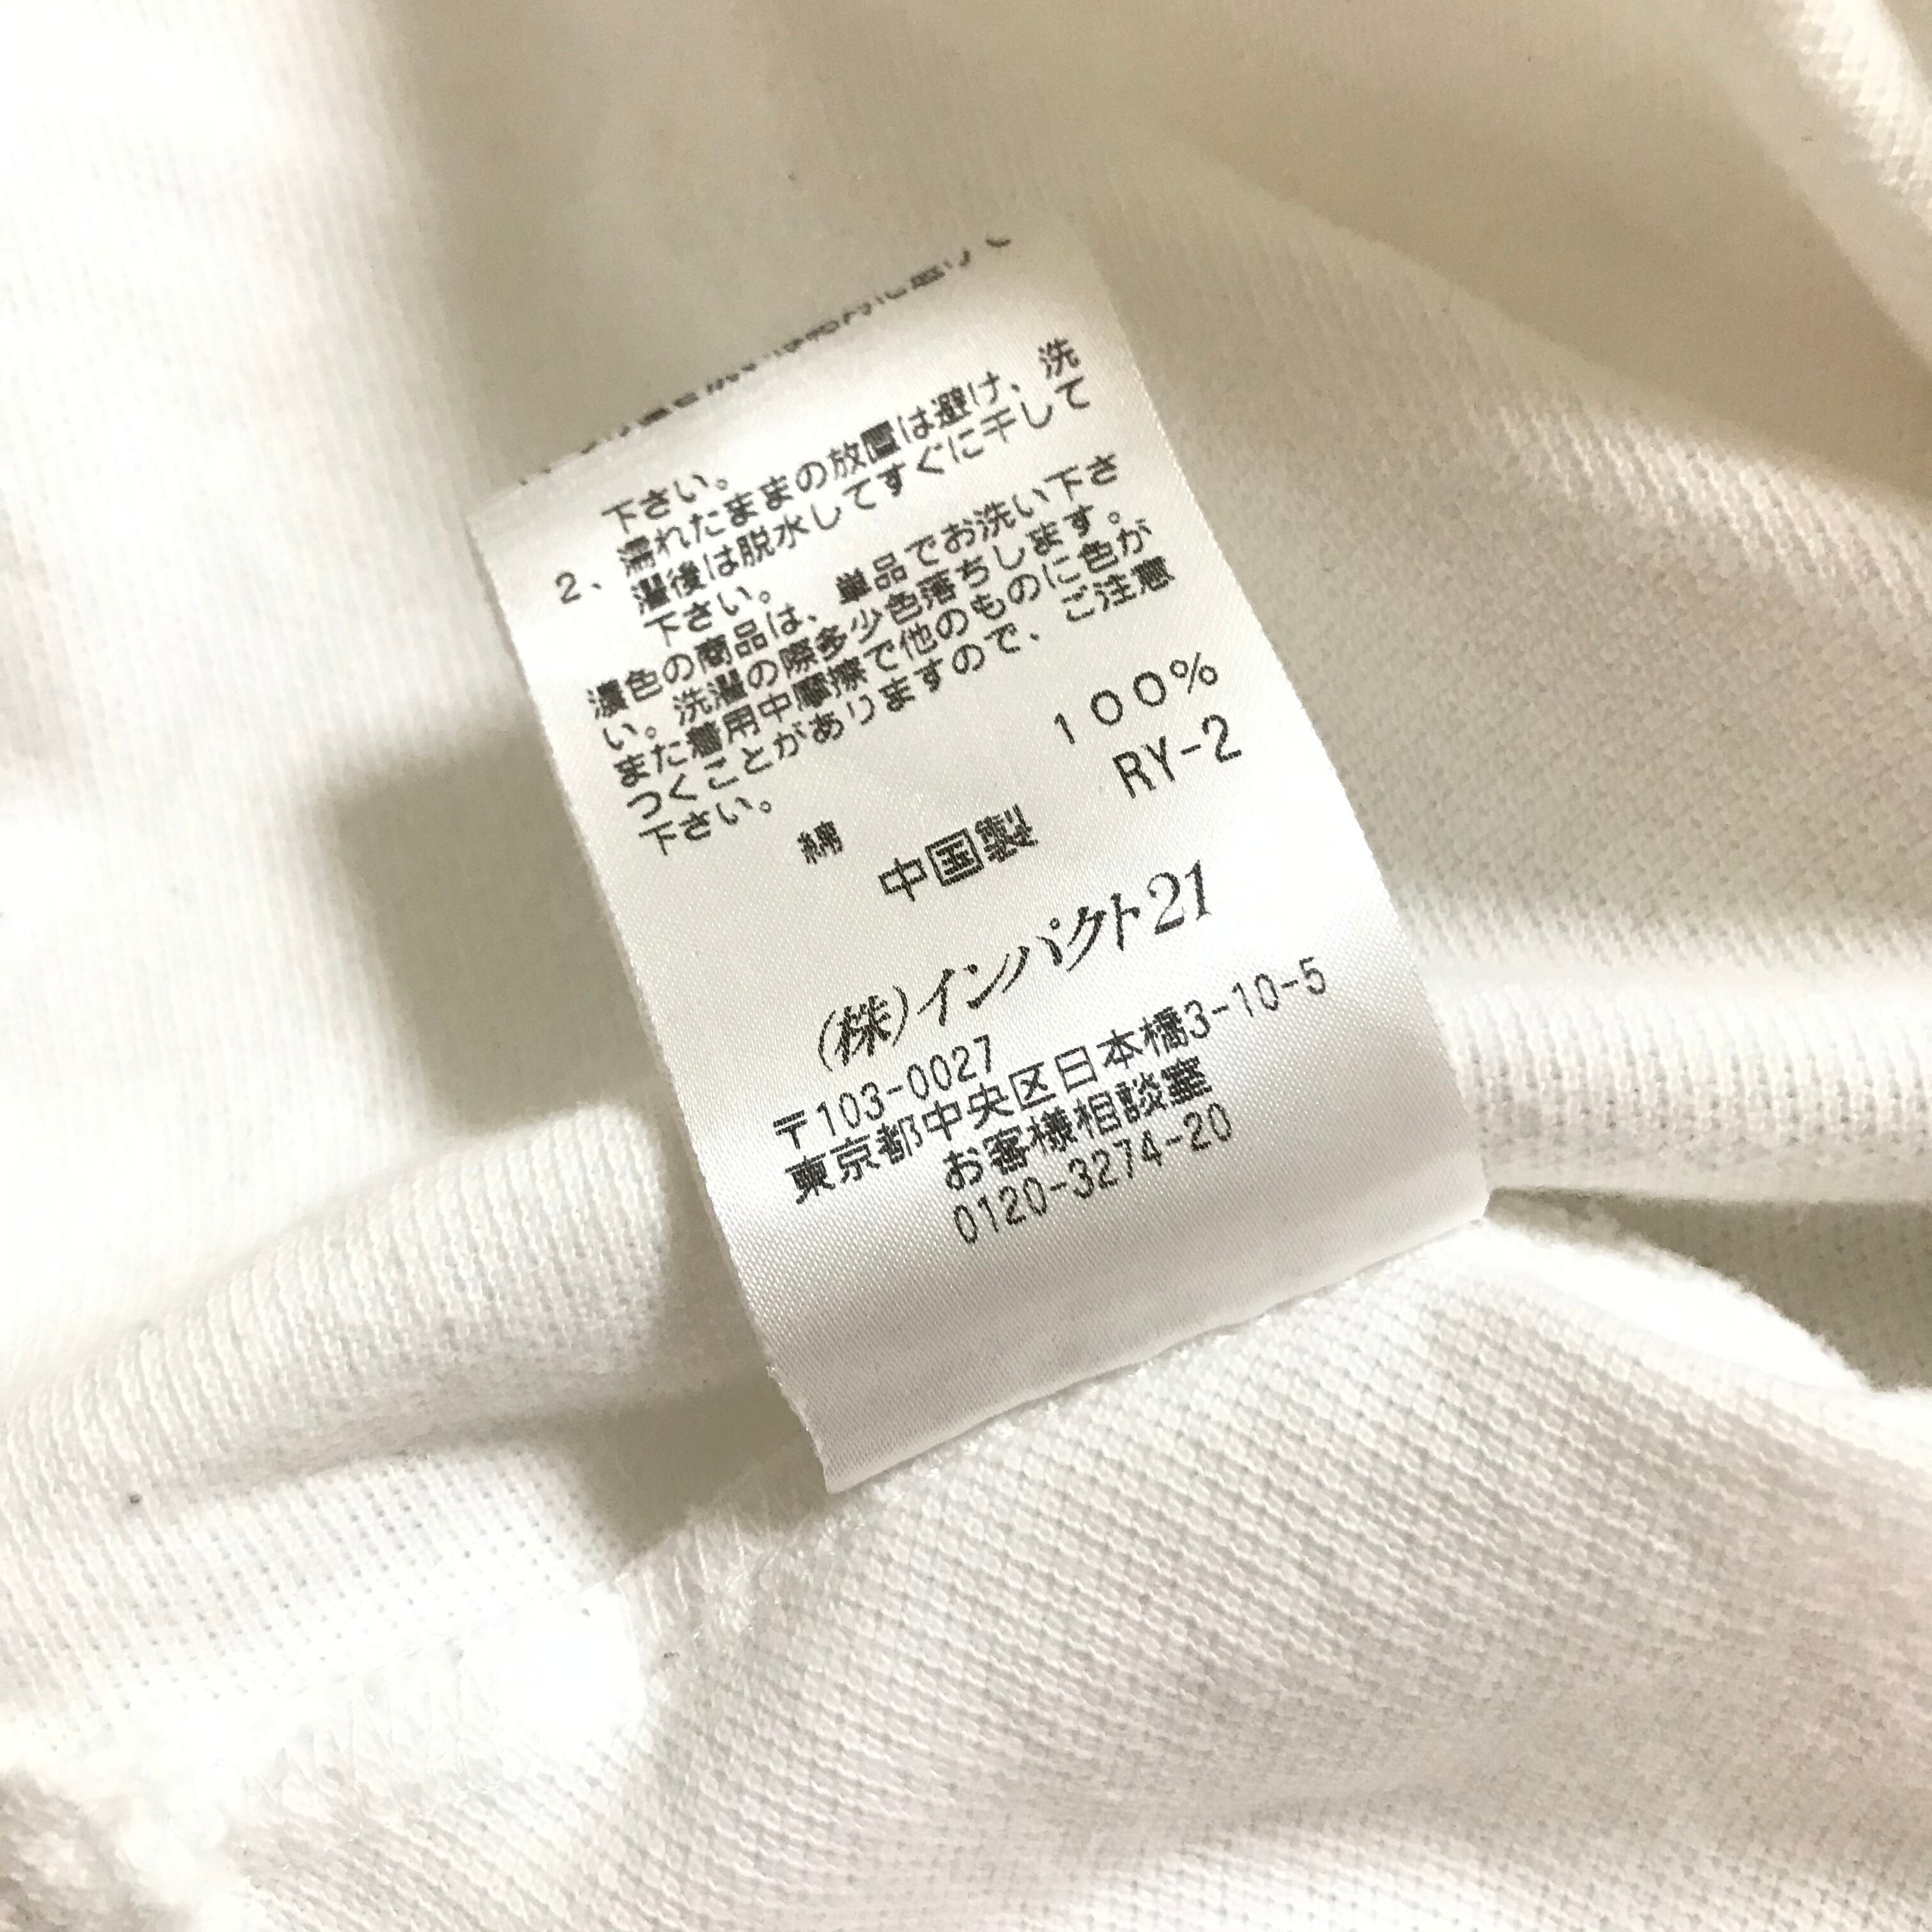 下さい。
2、濡れたままの放置は避け、洗
濯後は脱水してすぐに干して
下さい。
濃色の商品は、単品でお洗い下さ
い。洗濯の際多少色落ちします。
また着用中摩擦で他のものに色が
つくことがありますので、ご注意
下さい。
綿 100%
中国製 RY-2
(株)インパクト21
〒103-0027
東京都中央区日本橋3-10-5
お客様相談室
0120-3274-20